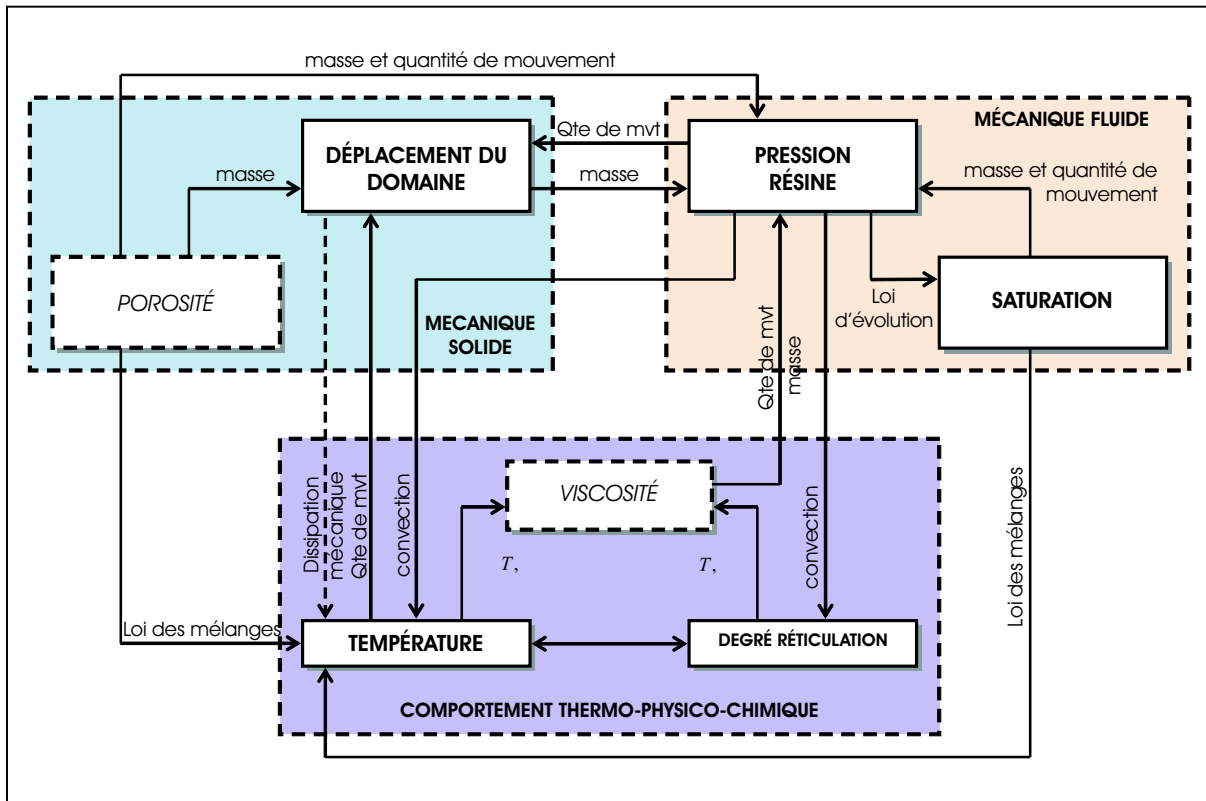 masse et quantité de mouvement
MÉCANIQUE FLUIDE
DÉPLACEMENT DU
DOMAINE
Qte de mvt
PRESSION
RÉSINE
masse
masse
masse et quantité de
mouvement
POROSITÉ
MECANIQUE
SOLIDE
Loi
d'évolution
SATURATION
Qte de mvt
masse
Dissipation
mecanique
Qte de mvt
convection
VISCOSITÉ
T,
T,
convection
Loi des mélanges
Loi des mélanges
TEMPÉRATURE
DEGRÉ RÉTICULATION
COMPORTEMENT THERMO-PHYSICO-CHIMIQUE